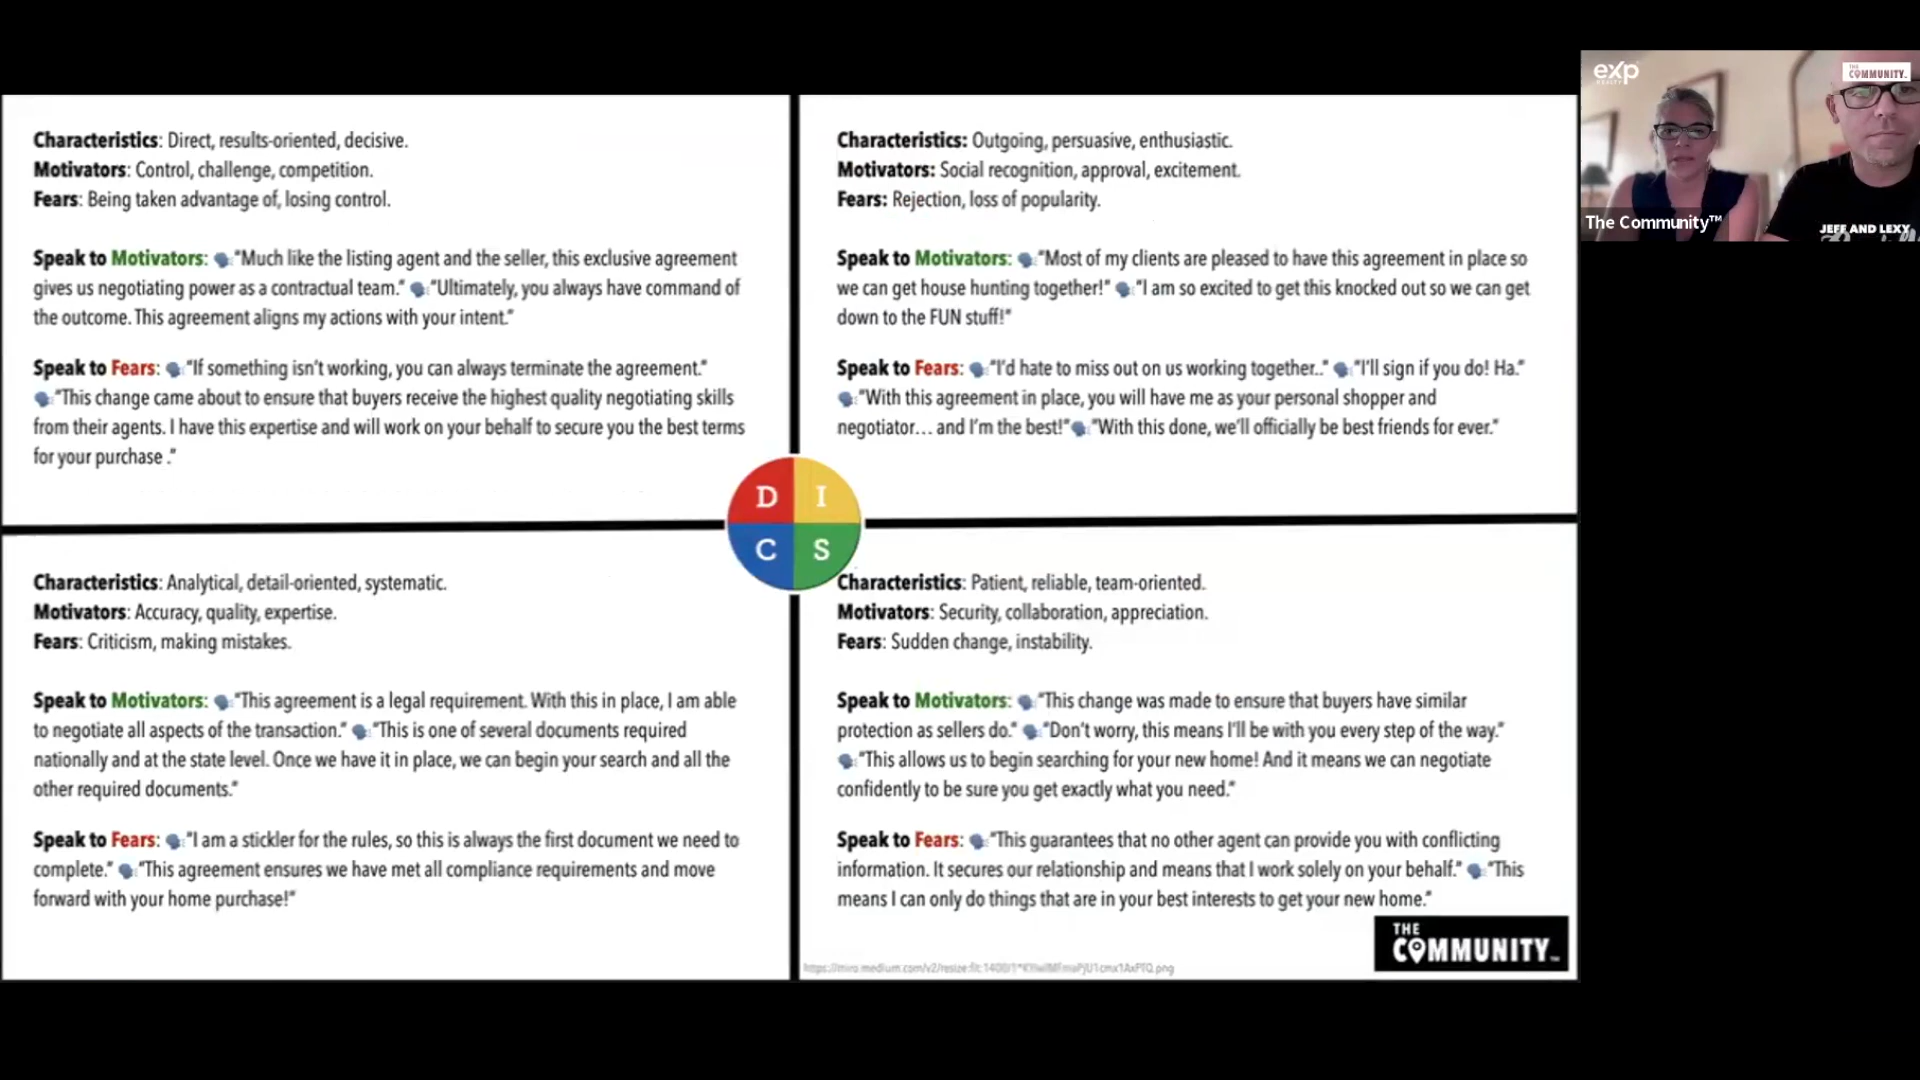 Characteristics: Direct, results-oriented, decisive.
Motivators: Control, challenge, competition.
Fears: Being taken advantage of, losing control.
Speak to Motivators: "Much like the listing agent and the seller, this exclusive agreement
gives us negotiating power as a contractual team." "Ultimately, you always have command of
the outcome. This agreement aligns my actions with your intent."
Speak to Fears: "If something isn't working, you can always terminate the agreement."
"This change came about to ensure that buyers receive the highest quality negotiating skills
from their agents. I have this expertise and will work on your behalf to secure you the best terms
for your purchase ."
Characteristics: Outgoing, persuasive, enthusiastic.
Motivators: Social recognition, approval, excitement.
Fears: Rejection, loss of popularity.
Speak to Motivators: "Most of my clients are pleased to have this agreement in place so
we can get house hunting together!" "I am so excited to get this knocked out so we can get
down to the FUN stuff!"
Speak to Fears: "I'd hate to miss out on us working together.." "I'll sign if you do! Ha."
"With this agreement in place, you will have me as your personal shopper and
negotiator... and I'm the best!" "With this done, we'll officially be best friends for ever."
D I
C S
Characteristics: Analytical, detail-oriented, systematic.
Motivators: Accuracy, quality, expertise.
Fears: Criticism, making mistakes.
Speak to Motivators: "This agreement is a legal requirement. With this in place, I am able
to negotiate all aspects of the transaction." "This is one of several documents required
nationally and at the state level. Once we have it in place, we can begin your search and all the
other required documents."
Speak to Fears: "I am a stickler for the rules, so this is always the first document we need to
complete." "This agreement ensures we have met all compliance requirements and move
forward with your home purchase!"
Characteristics: Patient, reliable, team-oriented.
Motivators: Security, collaboration, appreciation.
Fears: Sudden change, instability.
Speak to Motivators: "This change was made to ensure that buyers have similar
protection as sellers do." "Don't worry, this means I'll be with you every step of the way."
"This allows us to begin searching for your new home! And it means we can negotiate
confidently to be sure you get exactly what you need."
Speak to Fears: "This guarantees that no other agent can provide you with conflicting
information. It secures our relationship and means that I work solely on your behalf." "This
means I can only do things that are in your best interests to get your new home."
THE
COMMUNITY™
exp
REALTY
THE
COMMUNITY™
The Community™
JEFF AND LEXY